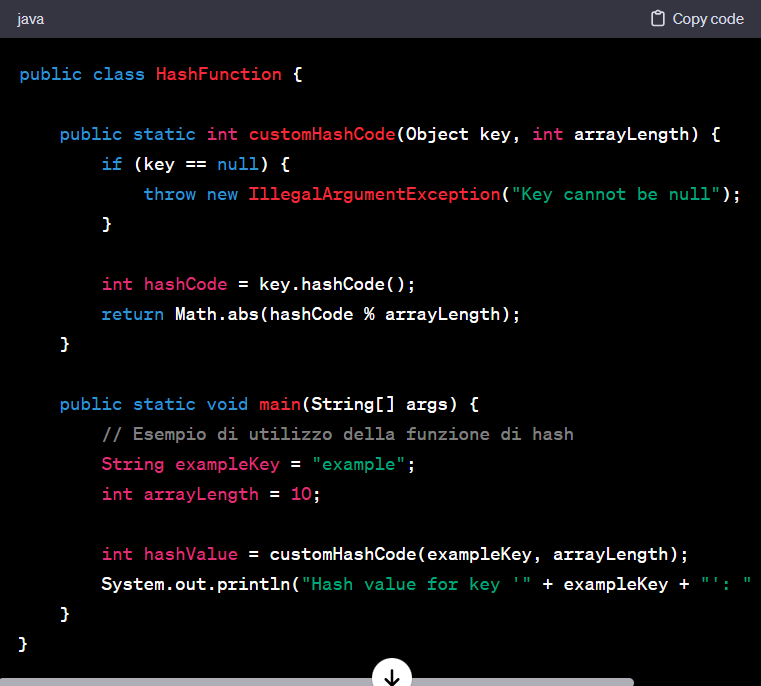 java
Copy code
public class HashFunction {
public static int customHashCode(Object key, int arrayLength) {
if (key == null) {
throw new IllegalArgumentException("Key cannot be null");
}
int hashCode = key.hashCode();
return Math.abs(hashCode % arrayLength);
}
public static void main(String[] args) {
// Esempio di utilizzo della funzione di hash
String exampleKey = "example";
int arrayLength = 10;
int hashValue = customHashCode(exampleKey, arrayLength);
System.out.println("Hash value for key '" + exampleKey + "': "
}
}